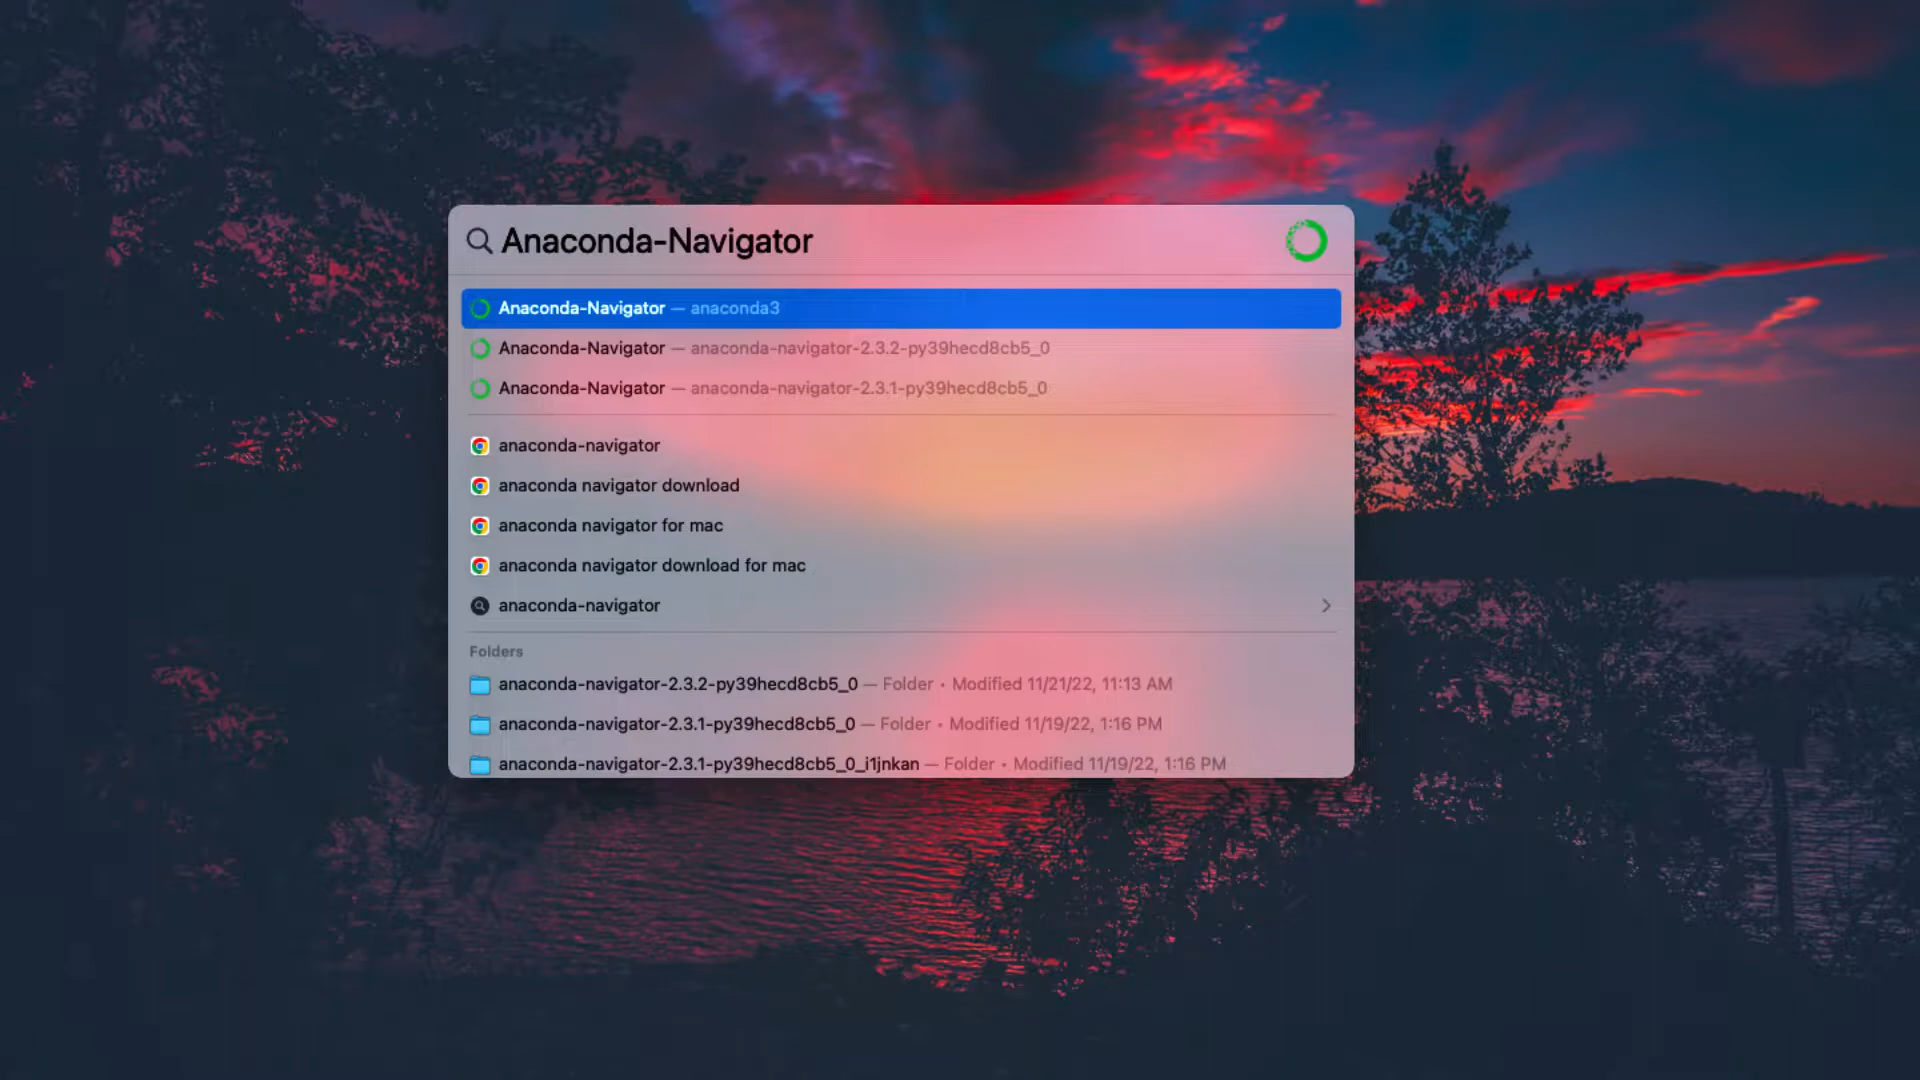 Anaconda-Navigator
Anaconda-Navigator — anaconda3
Anaconda-Navigator — anaconda-navigator-2.3.2-py39hecd8cb5_0
Anaconda-Navigator — anaconda-navigator-2.3.1-py39hecd8cb5_0
anaconda-navigator
anaconda navigator download
anaconda navigator for mac
anaconda navigator download for mac
anaconda-navigator
Folders
anaconda-navigator-2.3.2-py39hecd8cb5_0 — Folder • Modified 11/21/22, 11:13 AM
anaconda-navigator-2.3.1-py39hecd8cb5_0 — Folder • Modified 11/19/22, 1:16 PM
anaconda-navigator-2.3.1-py39hecd8cb5_0_i1jnkan — Folder • Modified 11/19/22, 1:16 PM